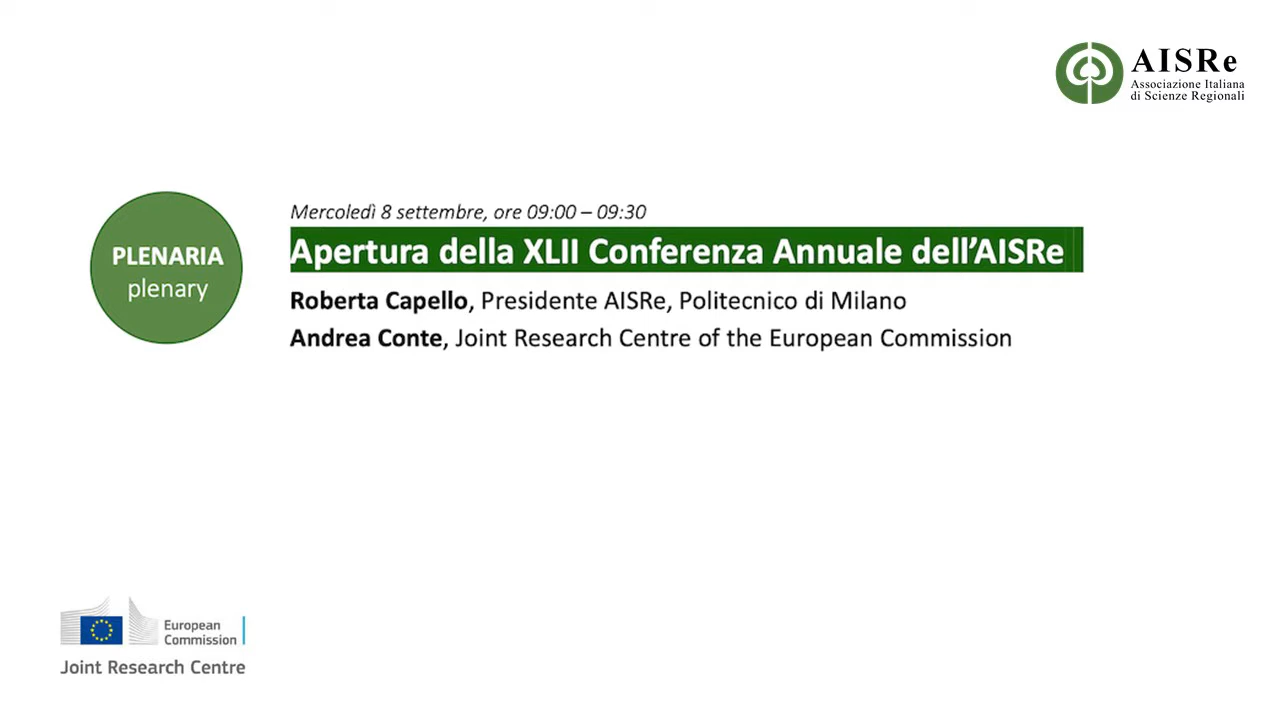 AISRe
Associazione Italiana
di Scienze Regionali
PLENARIA
plenary
Mercoledì 8 settembre, ore 09:00 – 09:30
Apertura della XLII Conferenza Annuale dell’AISRe
Roberta Capello, Presidente AISRe, Politecnico di Milano
Andrea Conte, Joint Research Centre of the European Commission
European
Commission
Joint Research Centre